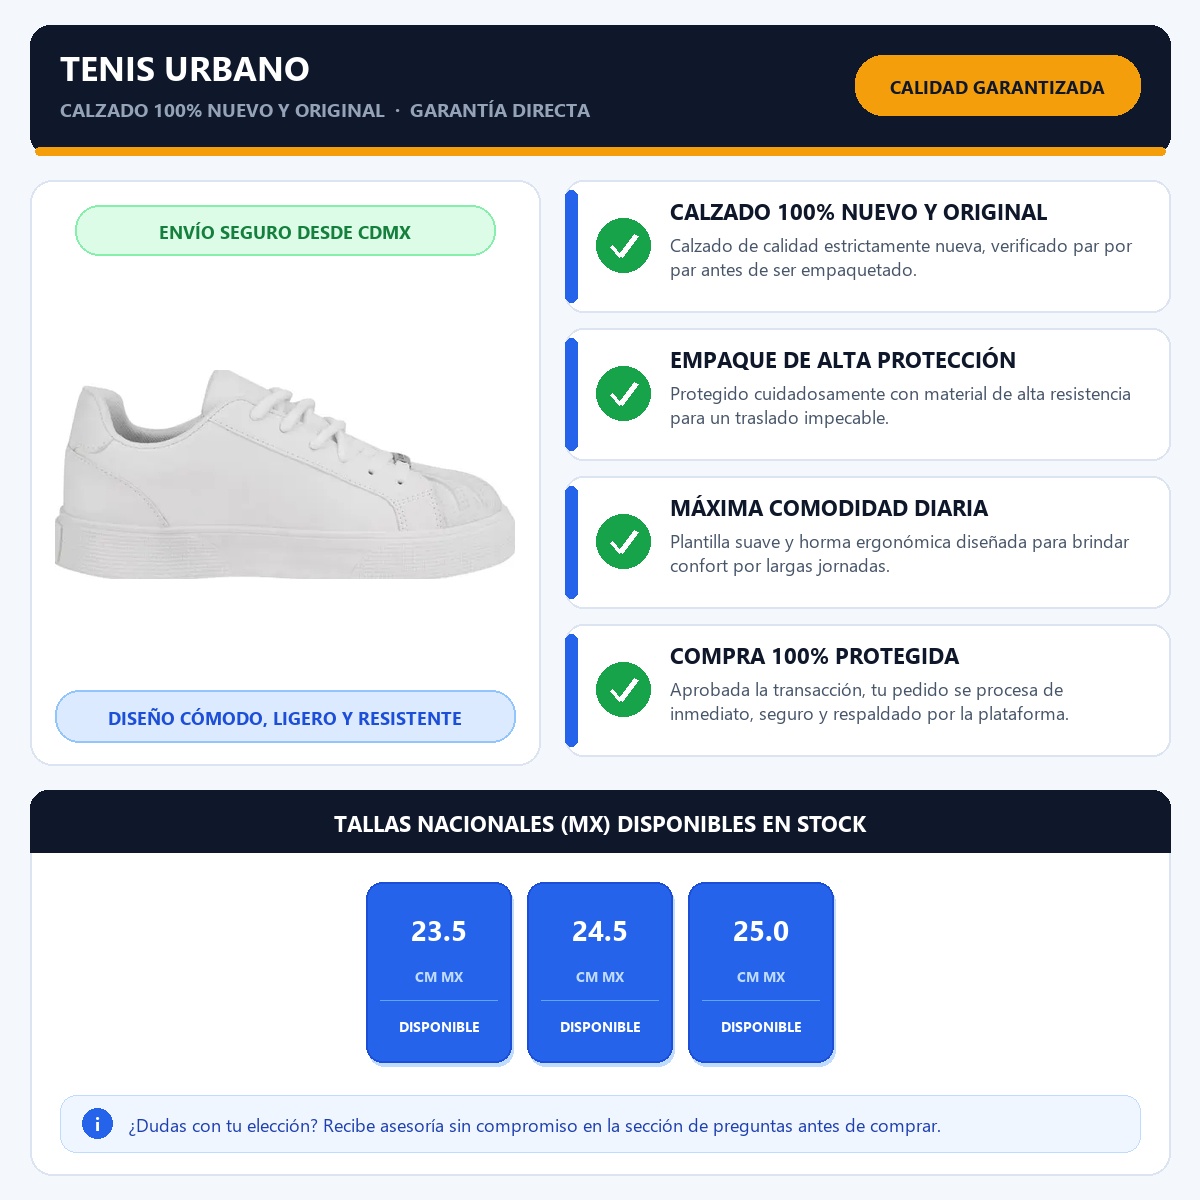 TENIS URBANO
CALZADO 100% NUEVO Y ORIGINAL · GARANTÍA DIRECTA
CALIDAD GARANTIZADA
ENVÍO SEGURO DESDE CDMX
DISEÑO CÓMODO, LIGERO Y RESISTENTE
CALZADO 100% NUEVO Y ORIGINAL
Calzado de calidad estrictamente nueva, verificado par por
par antes de ser empaquetado.
EMPAQUE DE ALTA PROTECCIÓN
Protegido cuidadosamente con material de alta resistencia
para un traslado impecable.
MÁXIMA COMODIDAD DIARIA
Plantilla suave y horma ergonómica diseñada para brindar
confort por largas jornadas.
COMPRA 100% PROTEGIDA
Aprobada la transacción, tu pedido se procesa de
inmediato, seguro y respaldado por la plataforma.
TALLAS NACIONALES (MX) DISPONIBLES EN STOCK
23.5
CM MX
DISPONIBLE
24.5
CM MX
DISPONIBLE
25.0
CM MX
DISPONIBLE
¿Dudas con tu elección? Recibe asesoría sin compromiso en la sección de preguntas antes de comprar.